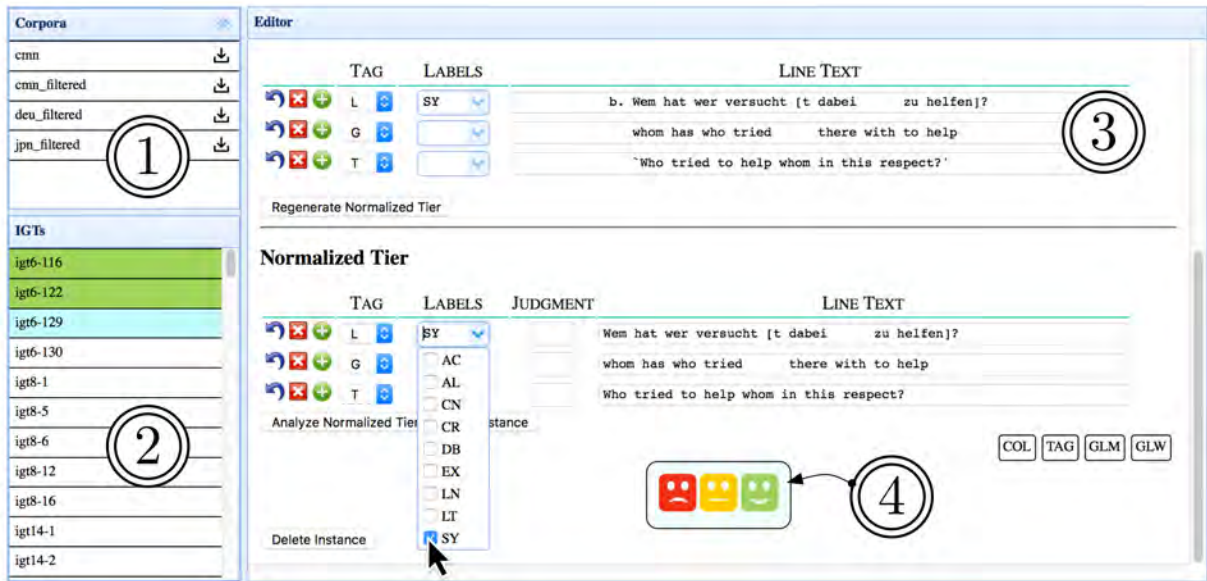 Corpora
cmn
cmn_filtered
deu_filtered
jpn_filtered
1
IGTs
igt6-116
igt6-122
igt6-129
igt6-130
igt8-1
igt8-5
igt8-6
igt8-12
igt8-16
igt14-1
igt14-2
2
Editor
TAG LABELS LINE TEXT
L SY b. Wem hat wer versucht [t dabei zu helfen]?
G whom has who tried there with to help
T `Who tried to help whom in this respect?'
3
Regenerate Normalized Tier
Normalized Tier
TAG LABELS JUDGMENT LINE TEXT
L SY Wem hat wer versucht [t dabei zu helfen]?
G whom has who tried there with to help
T Who tried to help whom in this respect?
AC
AL
CN
CR
DB
EX
LN
LT
SY
Analyze Normalized Tier stance
COL TAG GLM GLW
4
Delete Instance